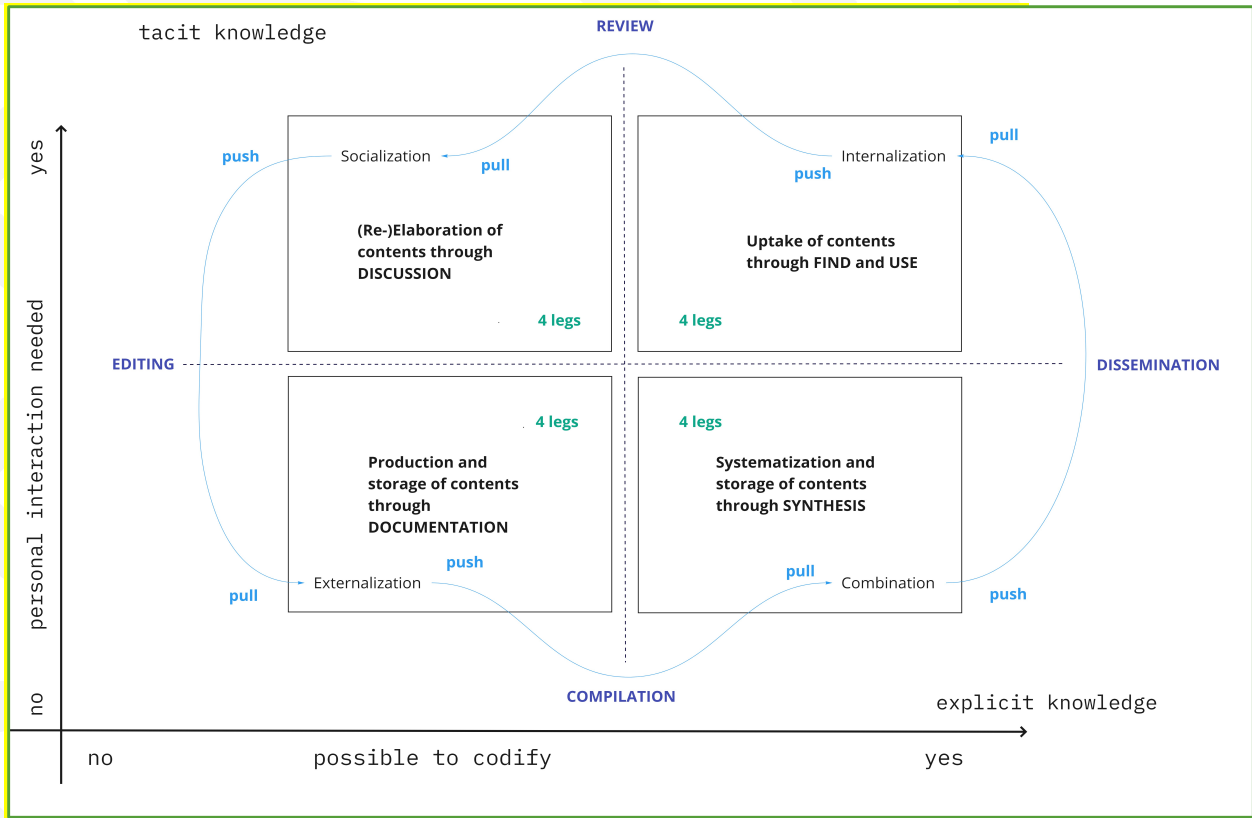 tacit knowledge
REVIEW
pull
push
Socialization
pull
Internalization
push
yes
(Re-)Elaboration of
contents through
DISCUSSION
Uptake of contents
through FIND and USE
4 legs
4 legs
EDITING
DISSEMINATION
personal interaction needed
4 legs
4 legs
Production and
storage of contents
through
DOCUMENTATION
Systematization and
storage of contents
through SYNTHESIS
push
pull
Externalization
Combination
pull
push
no
COMPILATION
explicit knowledge
no
possible to codify
yes